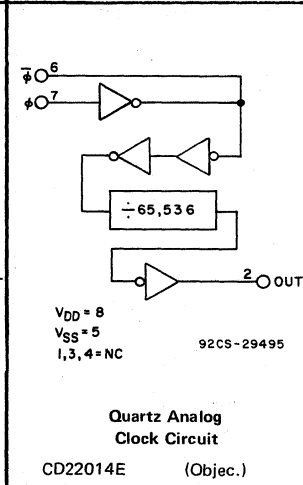 φ̅ 6
φ 7
÷65,536
2 OUT
VDD = 8
VSS = 5
1,3,4=NC
92CS-29495
Quartz Analog
Clock Circuit
CD22014E (Objec.)